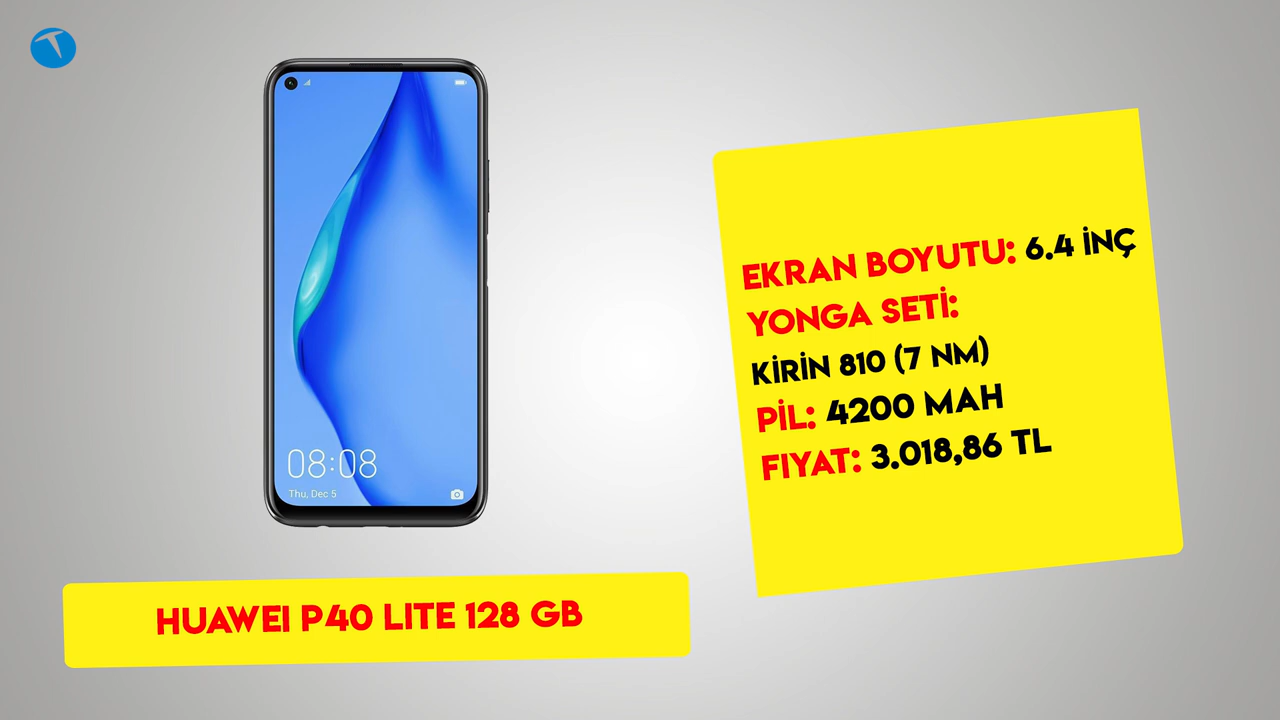 08:08
Thu, Dec 5
EKRAN BOYUTU: 6.4 İNÇ
YONGA SETİ:
KİRİN 810 (7 NM)
PİL: 4200 MAH
FIYAT: 3.018,86 TL
HUAWEI P40 LITE 128 GB